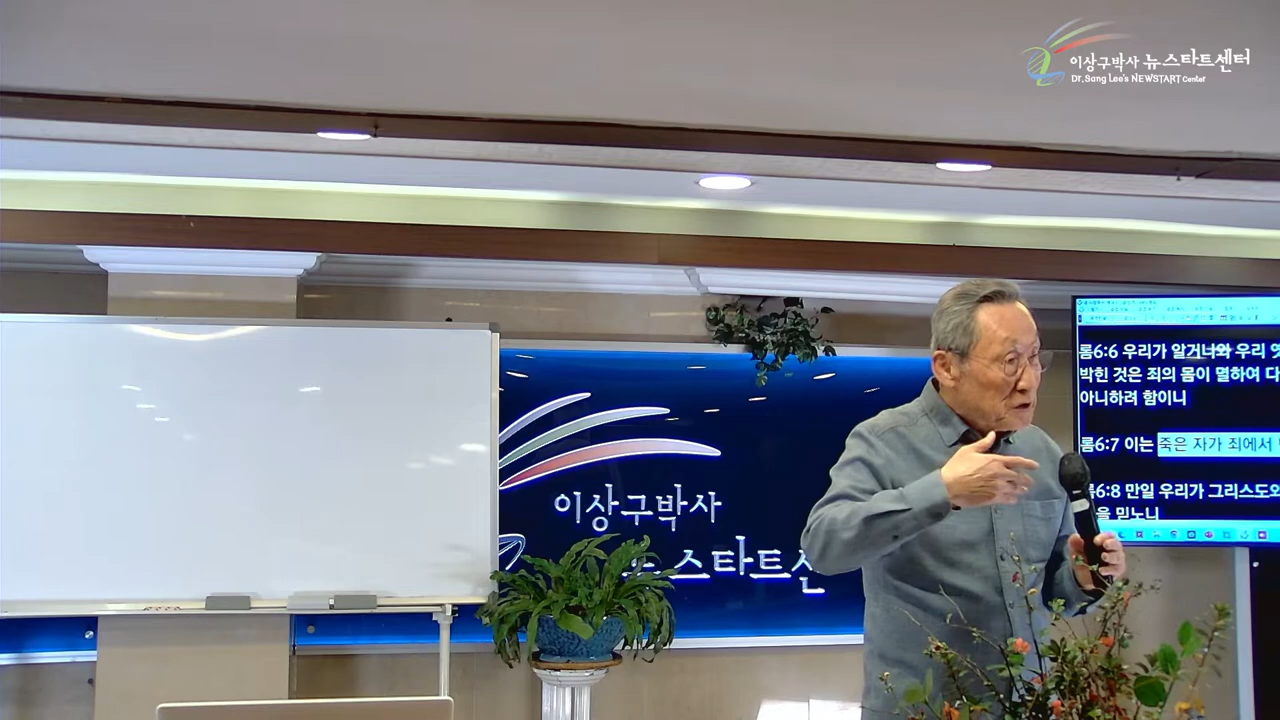 이상구박사 뉴스타트센터
Dr. Sang Lee's NEWSTART Center
롬6:6 우리가 알거니와 우리 옛
박힌 것은 죄의 몸이 멸하여 다
아니하려 함이니
롬6:7 이는 죽은 자가 죄에서
롬6:8 만일 우리가 그리스도와
을 믿노니
이상구박사
뉴스타트센